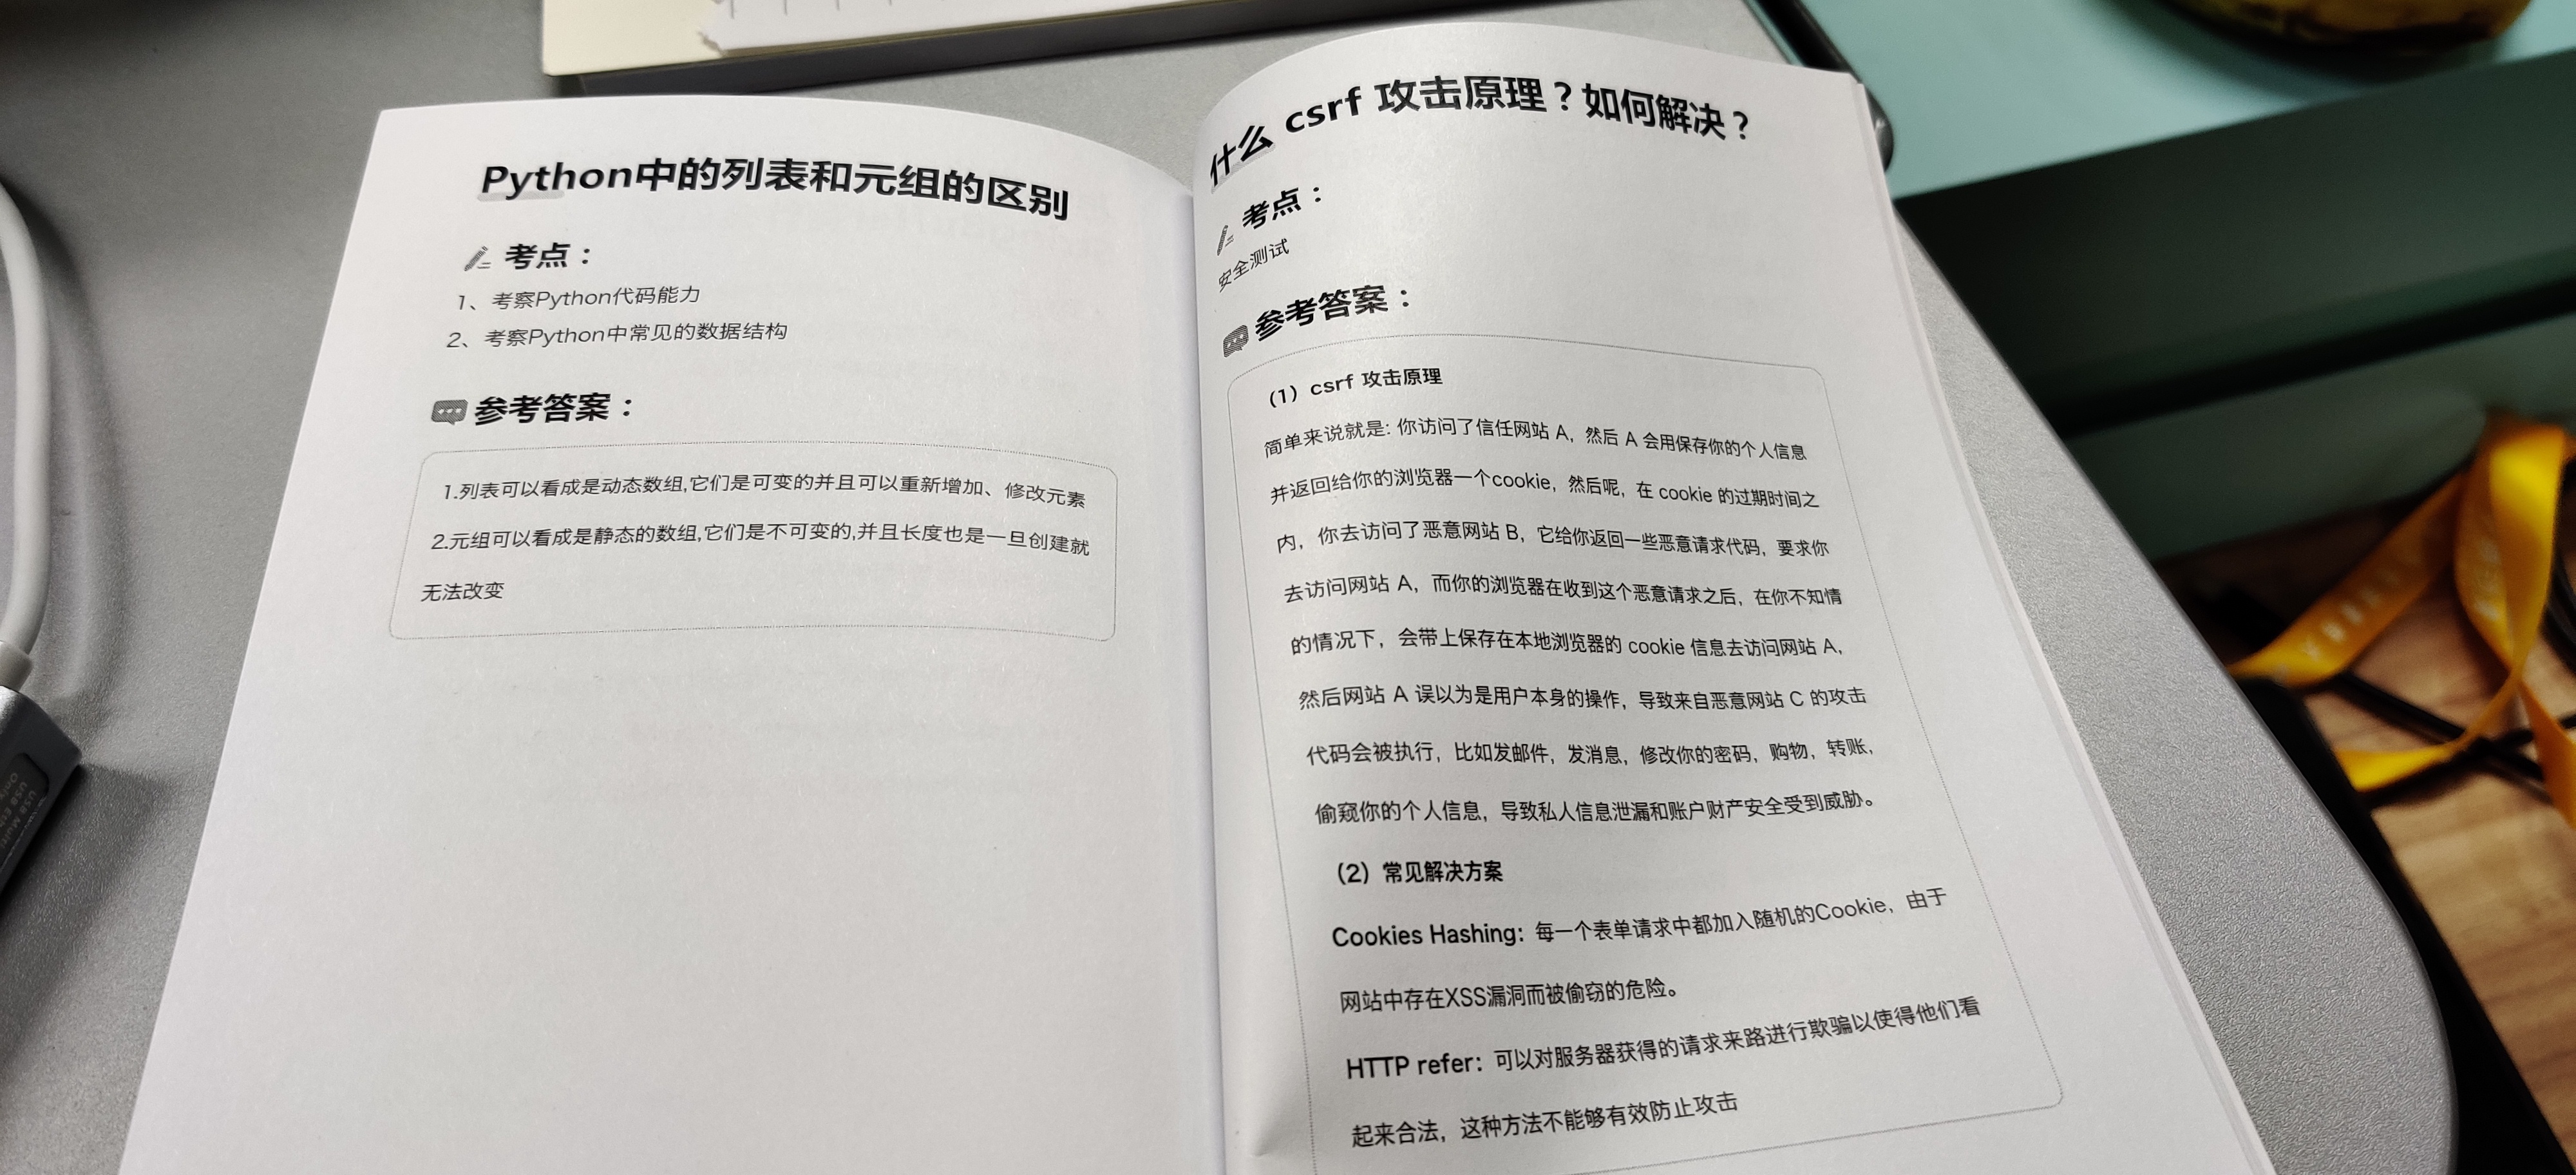 Python中的列表和元组的区别
考点：
1、考察Python代码能力
2、考察Python中常见的数据结构
参考答案：
1.列表可以看成是动态数组,它们是可变的并且可以重新增加、修改元素
2.元组可以看成是静态的数组,它们是不可变的,并且长度也是一旦创建就
无法改变
什么 csrf 攻击原理？如何解决？
考点：
安全测试
参考答案：
（1）csrf 攻击原理
简单来说就是: 你访问了信任网站 A，然后 A 会用保存你的个人信息
并返回给你的浏览器一个cookie，然后呢，在 cookie 的过期时间之
内，你去访问了恶意网站 B，它给你返回一些恶意请求代码，要求你
去访问网站 A，而你的浏览器在收到这个恶意请求之后，在你不知情
的情况下，会带上保存在本地浏览器的 cookie 信息去访问网站 A，
然后网站 A 误以为是用户本身的操作，导致来自恶意网站 C 的攻击
代码会被执行，比如发邮件，发消息，修改你的密码，购物，转账，
偷窥你的个人信息，导致私人信息泄漏和账户财产安全受到威胁。
（2）常见解决方案
Cookies Hashing：每一个表单请求中都加入随机的Cookie，由于
网站中存在XSS漏洞而被偷窃的危险。
HTTP refer：可以对服务器获得的请求来路进行欺骗以使得他们看
起来合法，这种方法不能够有效防止攻击